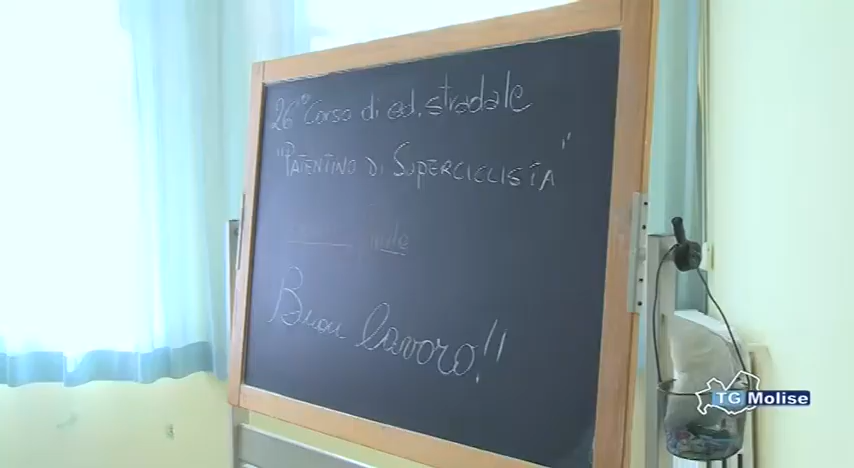 26° Corso di ed. stradale
"PATENTINO DI SUPERCICLISTA"
Buon lavoro!!
TG Molise